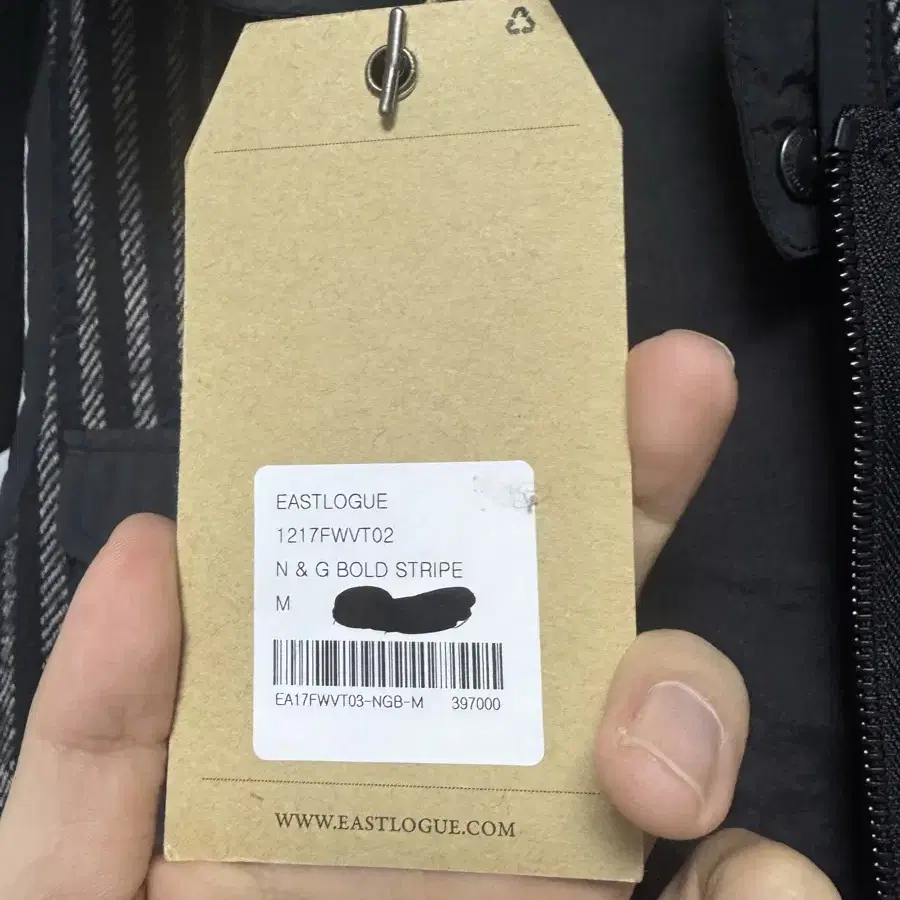 EASTLOGUE
1217FWVT02
N & G BOLD STRIPE
M
EA17FWVT03-NGB-M 397000
WWW.EASTLOGUE.COM